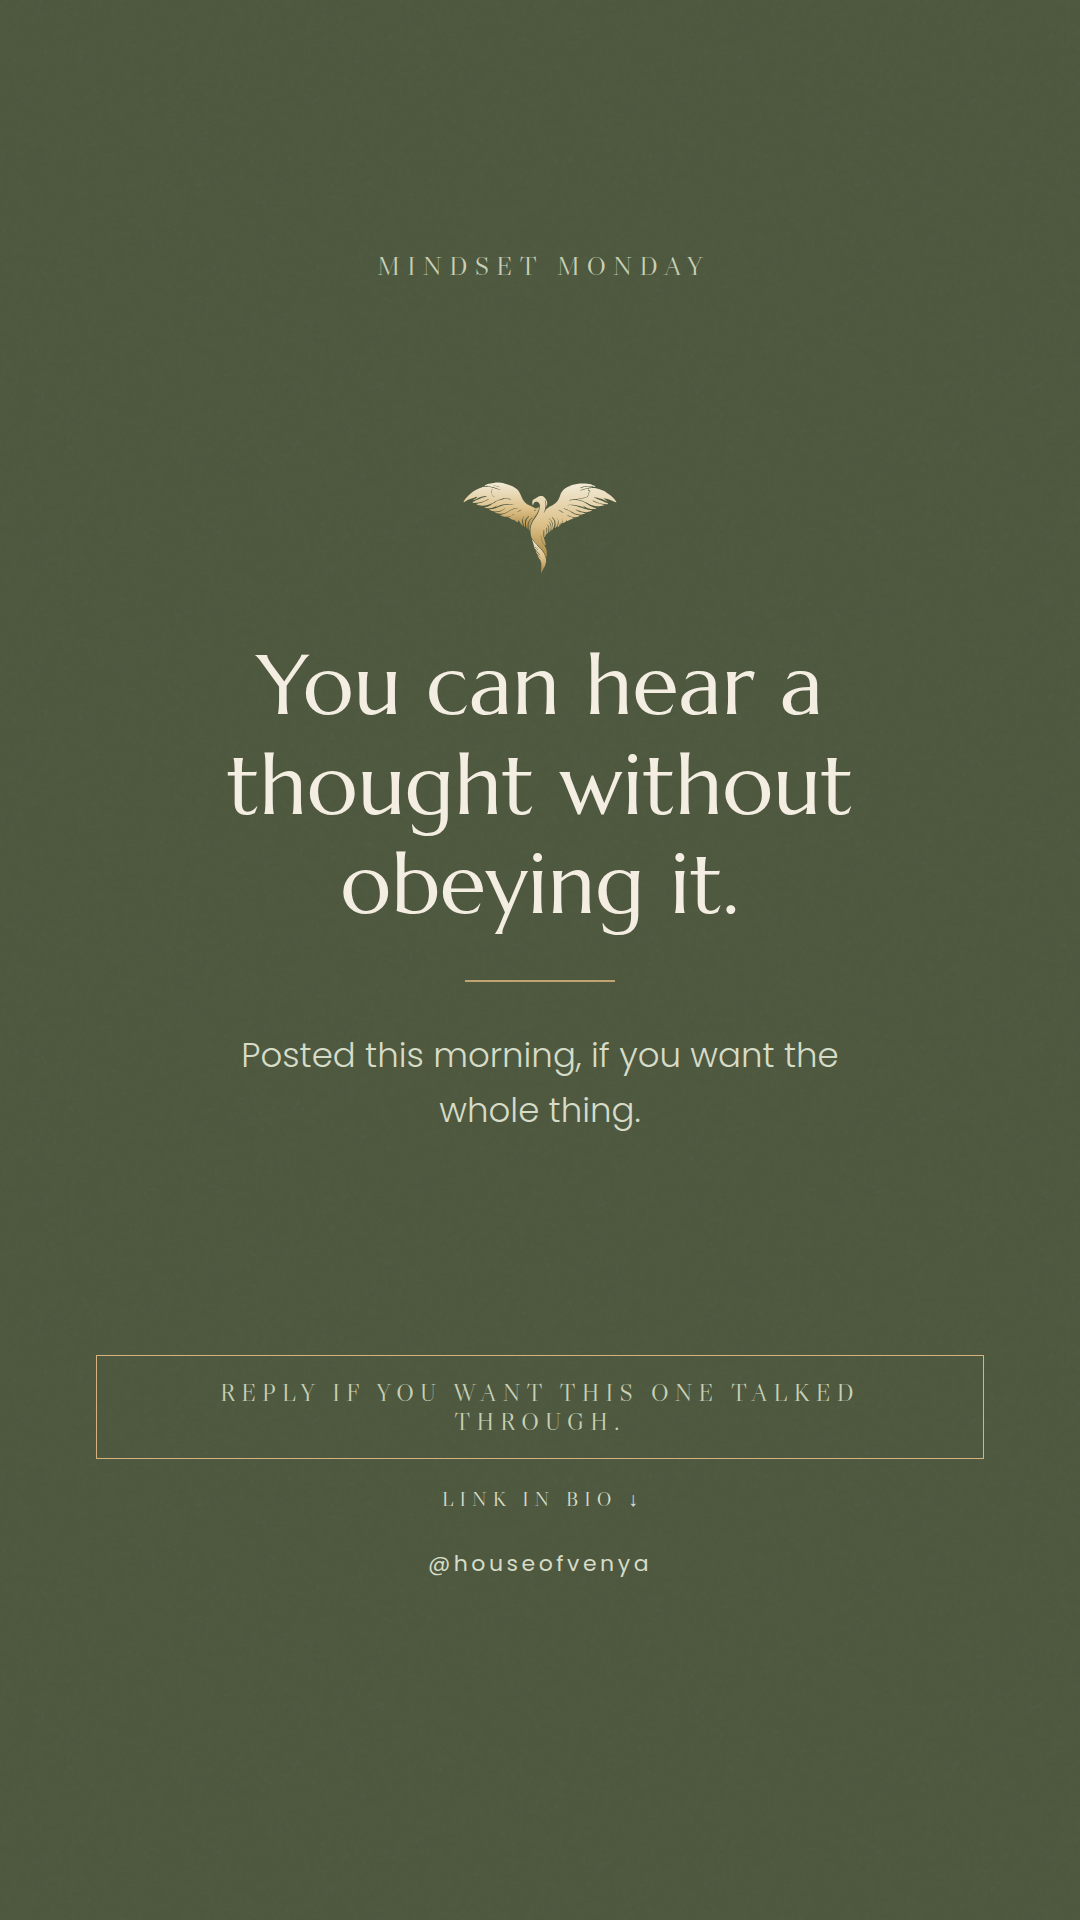 MINDSET MONDAY
You can hear a
thought without
obeying it.
Posted this morning, if you want the
whole thing.
REPLY IF YOU WANT THIS ONE TALKED
THROUGH.
LINK IN BIO ↓
@houseofvenya